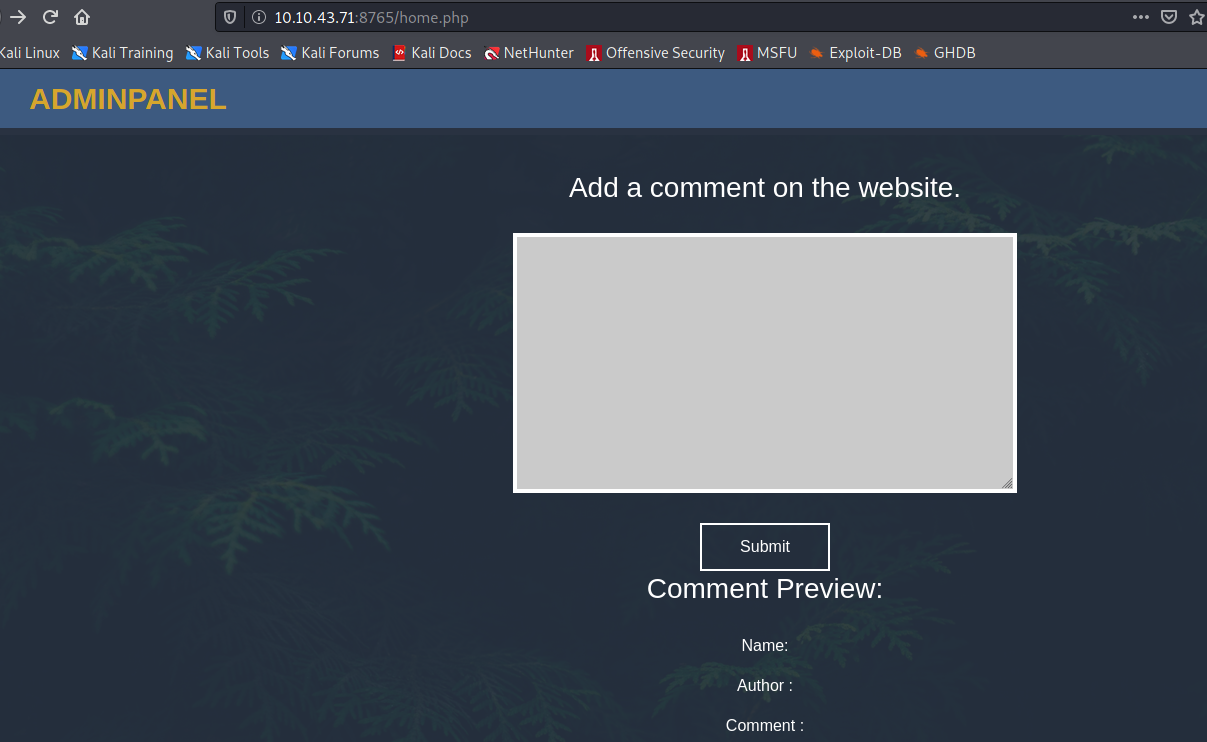 10.10.43.71:8765/home.php
Kali Linux Kali Training Kali Tools Kali Forums Kali Docs NetHunter Offensive Security MSFU Exploit-DB GHDB
ADMINPANEL
Add a comment on the website.
Submit
Comment Preview:
Name:
Author :
Comment :